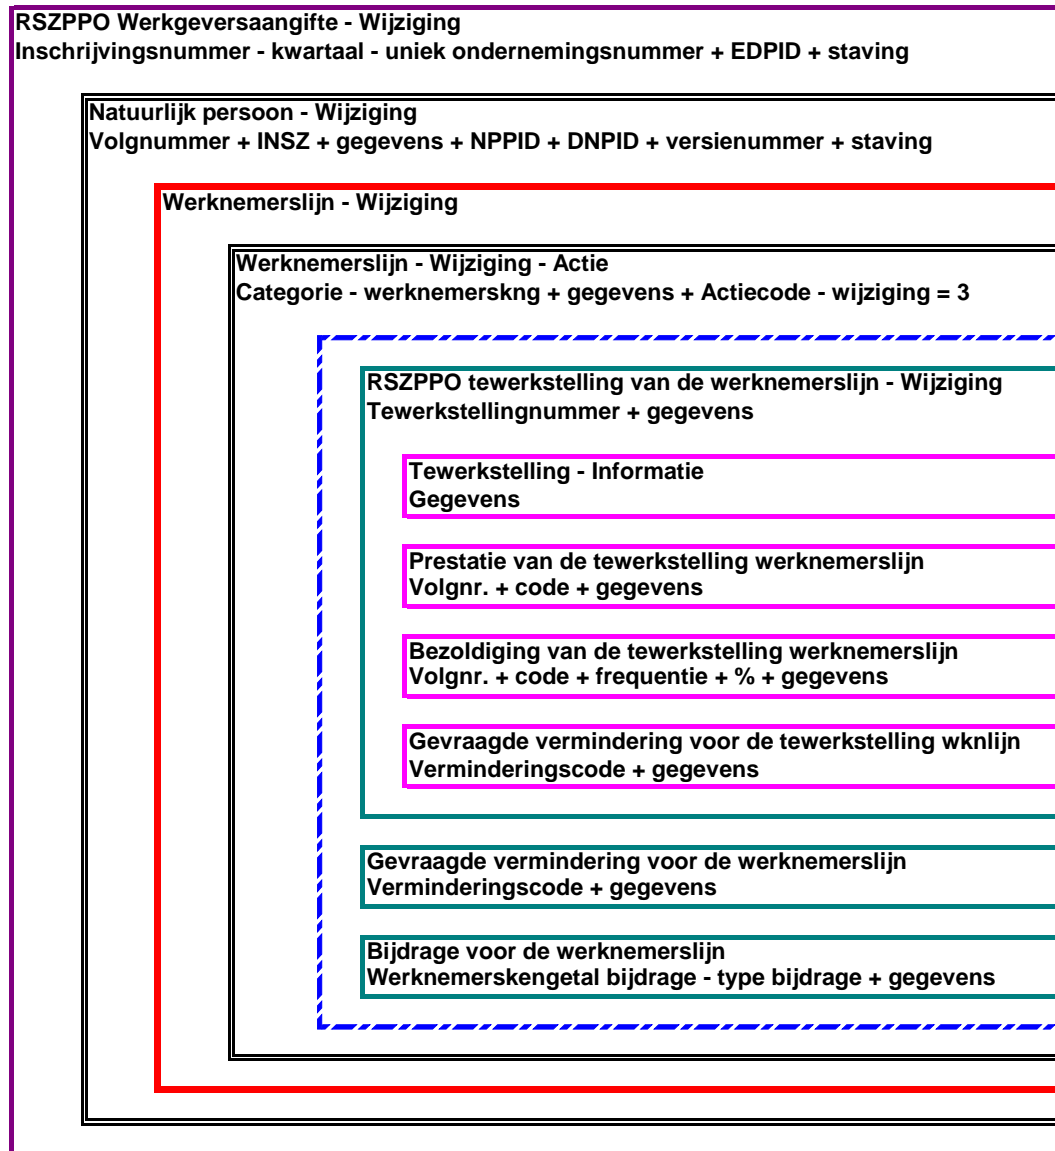 RSZPPO Werkgeversaangifte - Wijziging
Inschrijvingsnummer - kwartaal - uniek ondernemingsnummer + EDPID + staving
Natuurlijk persoon - Wijziging
Volgnummer + INSZ + gegevens + NPPID + DNPID + versienummer + staving
Werknemerslijn - Wijziging
Werknemerslijn - Wijziging - Actie
Categorie - werknemerskng + gegevens + Actiecode - wijziging = 3
RSZPPO tewerkstelling van de werknemerslijn - Wijziging
Tewerkstellingnummer + gegevens
Tewerkstelling - Informatie
Gegevens
Prestatie van de tewerkstelling werknemerslijn
Volgnr. + code + gegevens
Bezoldiging van de tewerkstelling werknemerslijn
Volgnr. + code + frequentie + % + gegevens
Gevraagde vermindering voor de tewerkstelling wknlijn
Verminderingscode + gegevens
Gevraagde vermindering voor de werknemerslijn
Verminderingscode + gegevens
Bijdrage voor de werknemerslijn
Werknemerskengetal bijdrage - type bijdrage + gegevens